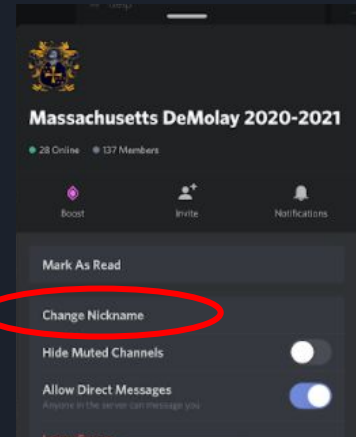 Help
Massachusetts DeMolay 2020-2021
28 Online 137 Members
Boost Invite Notifications
Mark As Read
Change Nickname
Hide Muted Channels
Allow Direct Messages
Anyone in the server can message you